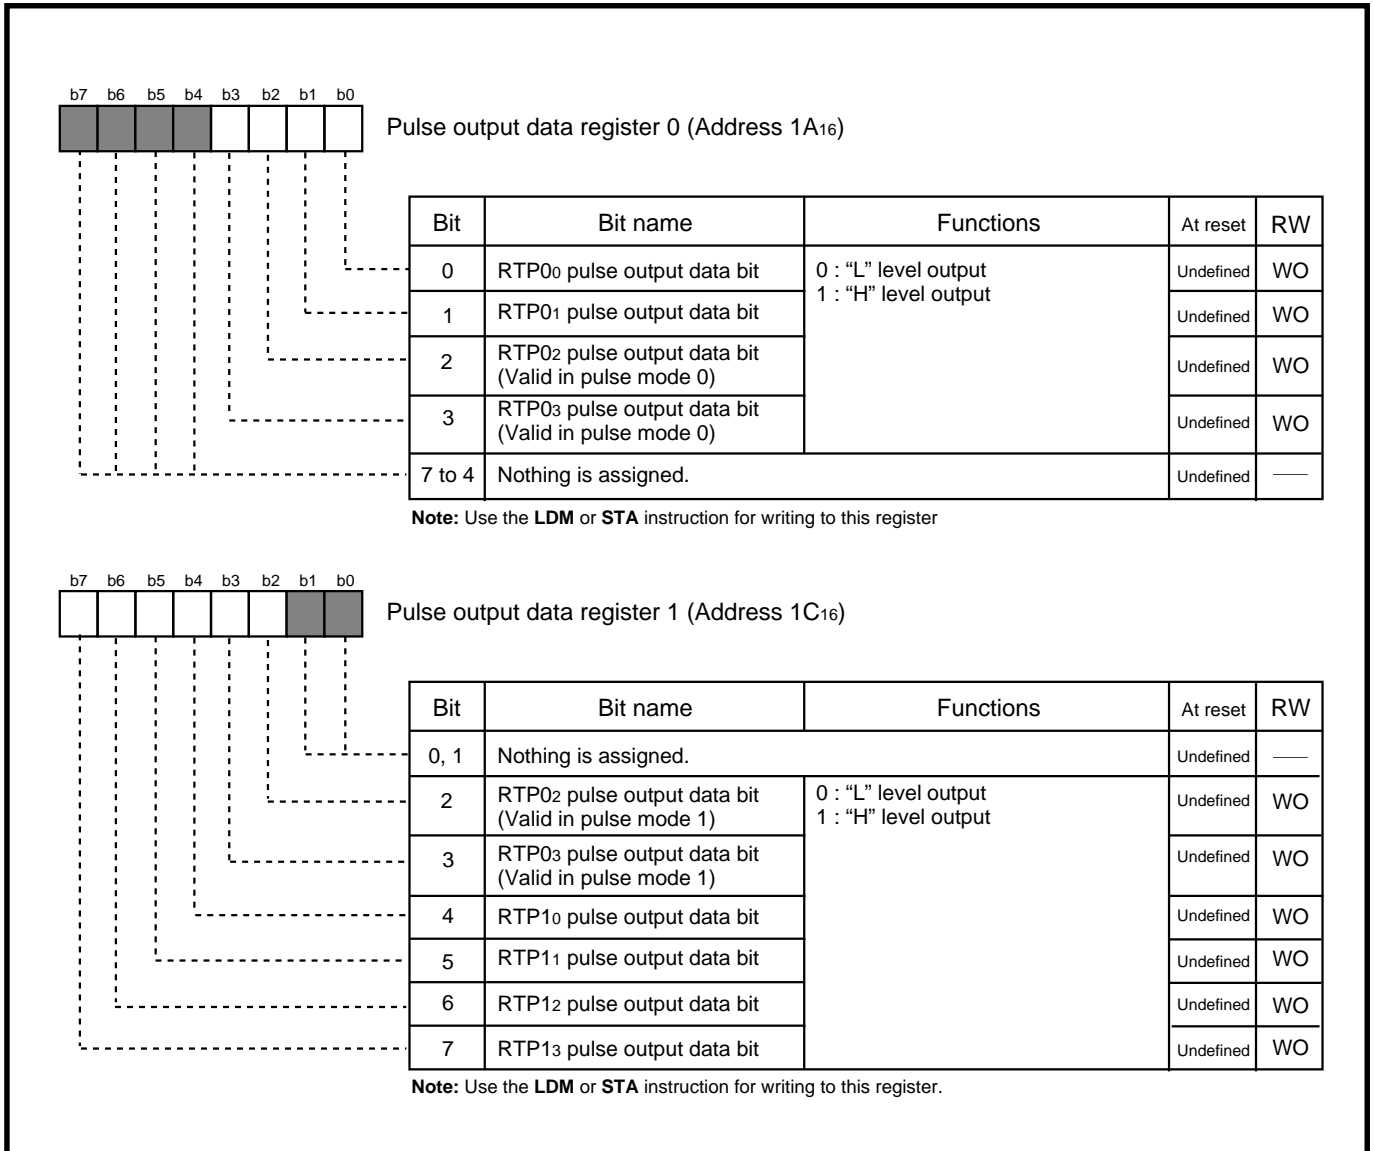 b7 b6 b5 b4 b3 b2 b1 b0
Pulse output data register 0 (Address 1A16)
Bit Bit name Functions At reset RW
0 RTP00 pulse output data bit 0 : “L” level output Undefined WO
1 : “H” level output
1 RTP01 pulse output data bit Undefined WO
2 RTP02 pulse output data bit Undefined WO
(Valid in pulse mode 0)
3 RTP03 pulse output data bit Undefined WO
(Valid in pulse mode 0)
7 to 4 Nothing is assigned. Undefined —
Note: Use the LDM or STA instruction for writing to this register
b7 b6 b5 b4 b3 b2 b1 b0
Pulse output data register 1 (Address 1C16)
Bit Bit name Functions At reset RW
0, 1 Nothing is assigned. Undefined —
2 RTP02 pulse output data bit 0 : “L” level output Undefined WO
(Valid in pulse mode 1) 1 : “H” level output
3 RTP03 pulse output data bit Undefined WO
(Valid in pulse mode 1)
4 RTP10 pulse output data bit Undefined WO
5 RTP11 pulse output data bit Undefined WO
6 RTP12 pulse output data bit Undefined WO
7 RTP13 pulse output data bit Undefined WO
Note: Use the LDM or STA instruction for writing to this register.